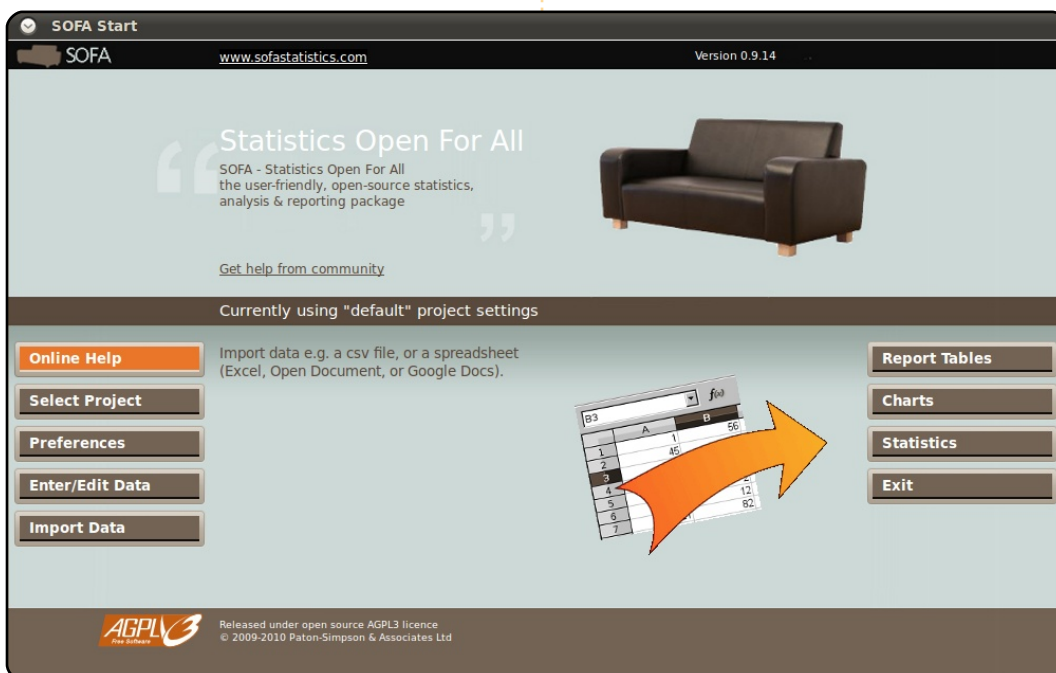 SOFA Start
SOFA
www.sofastatistics.com
Version 0.9.14
Statistics Open For All
SOFA - Statistics Open For All
the user-friendly, open-source statistics,
analysis & reporting package
Get help from community
Currently using "default" project settings
Online Help
Select Project
Preferences
Enter/Edit Data
Import Data
Import data e.g. a csv file, or a spreadsheet
(Excel, Open Document, or Google Docs).
B3
f(x)
A B
1 1 56
2 45
3
4
5 12
6 82
7
Report Tables
Charts
Statistics
Exit
AGPLV3
Free Software
Released under open source AGPL3 licence
© 2009-2010 Paton-Simpson & Associates Ltd